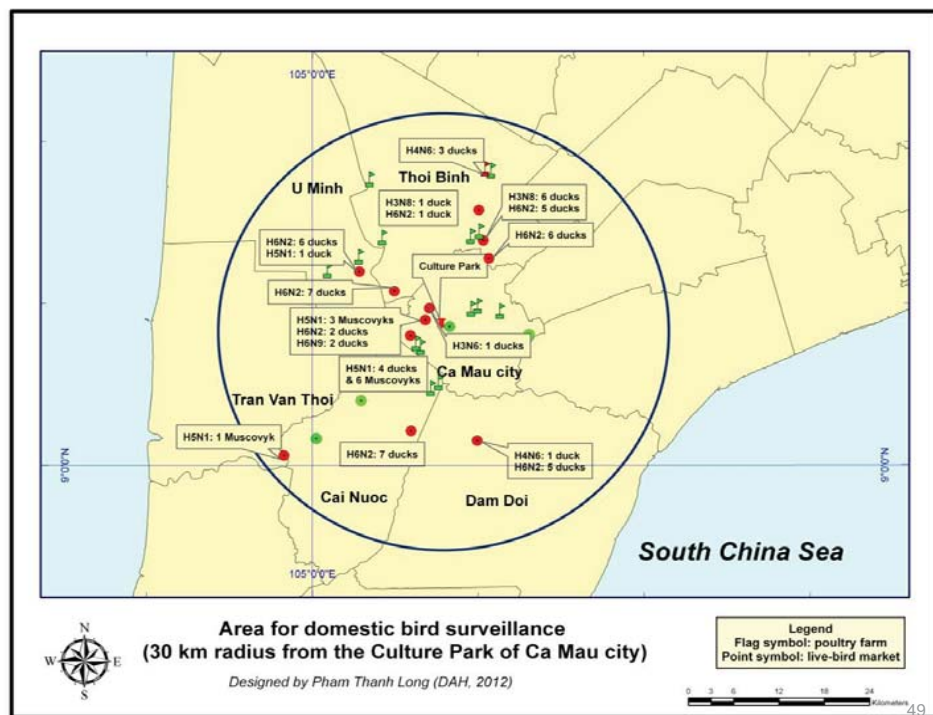 105°0'0"E
H4N6: 3 ducks
U Minh
Thoi Binh
H3N8: 1 duck
H6N2: 1 duck
H3N8: 6 ducks
H6N2: 5 ducks
H6N2: 6 ducks
H5N1: 1 duck
H6N2: 6 ducks
Culture Park
H6N2: 7 ducks
H5N1: 3 Muscovyks
H6N2: 2 ducks
H6N9: 2 ducks
H3N6: 1 ducks
H5N1: 4 ducks
& 6 Muscovyks
Ca Mau city
Tran Van Thoi
H5N1: 1 Muscovyk
H6N2: 7 ducks
H4N6: 1 duck
H6N2: 5 ducks
9°0'0"N
9°0'0"N
Cai Nuoc
Dam Doi
South China Sea
105°0'0"E
Area for domestic bird surveillance
(30 km radius from the Culture Park of Ca Mau city)
Designed by Pham Thanh Long (DAH, 2012)
N
W
E
S
Legend
Flag symbol: poultry farm
Point symbol: live-bird market
0 3 6 12 18 24
Kilometers
49